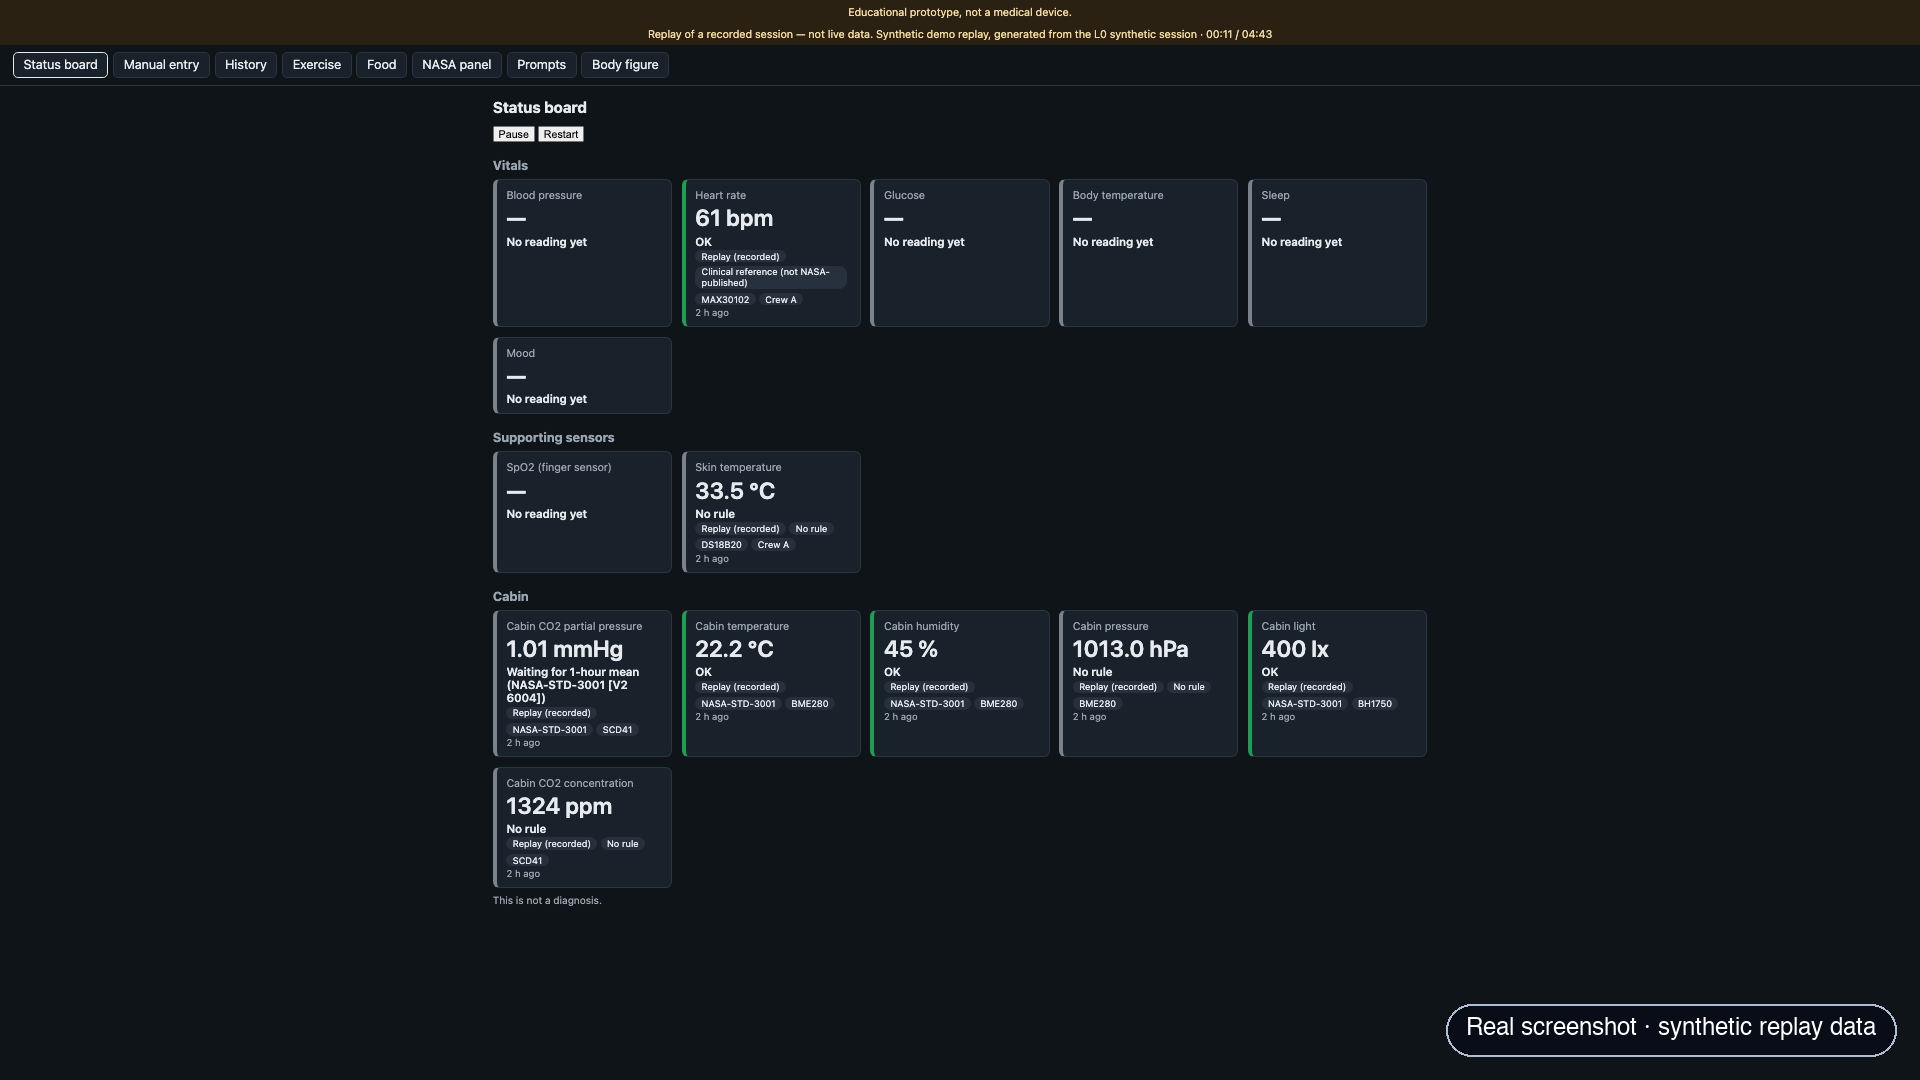 Educational prototype, not a medical device.
Replay of a recorded session — not live data. Synthetic demo replay, generated from the L0 synthetic session · 00:11 / 04:43
Status board
Manual entry
History
Exercise
Food
NASA panel
Prompts
Body figure
Status board
Pause
Restart
Vitals
Blood pressure
—
No reading yet
Heart rate
61 bpm
OK
Replay (recorded)
Clinical reference (not NASA-
published)
MAX30102
Crew A
2 h ago
Glucose
—
No reading yet
Body temperature
—
No reading yet
Sleep
—
No reading yet
Mood
—
No reading yet
Supporting sensors
SpO2 (finger sensor)
—
No reading yet
Skin temperature
33.5 °C
No rule
Replay (recorded)
No rule
DS18B20
Crew A
2 h ago
Cabin
Cabin CO2 partial pressure
1.01 mmHg
Waiting for 1-hour mean
(NASA-STD-3001 [V2
6004])
Replay (recorded)
NASA-STD-3001
SCD41
2 h ago
Cabin temperature
22.2 °C
OK
Replay (recorded)
NASA-STD-3001
BME280
2 h ago
Cabin humidity
45 %
OK
Replay (recorded)
NASA-STD-3001
BME280
2 h ago
Cabin pressure
1013.0 hPa
No rule
Replay (recorded)
No rule
BME280
2 h ago
Cabin light
400 lx
OK
Replay (recorded)
NASA-STD-3001
BH1750
2 h ago
Cabin CO2 concentration
1324 ppm
No rule
Replay (recorded)
No rule
SCD41
2 h ago
This is not a diagnosis.
Real screenshot · synthetic replay data